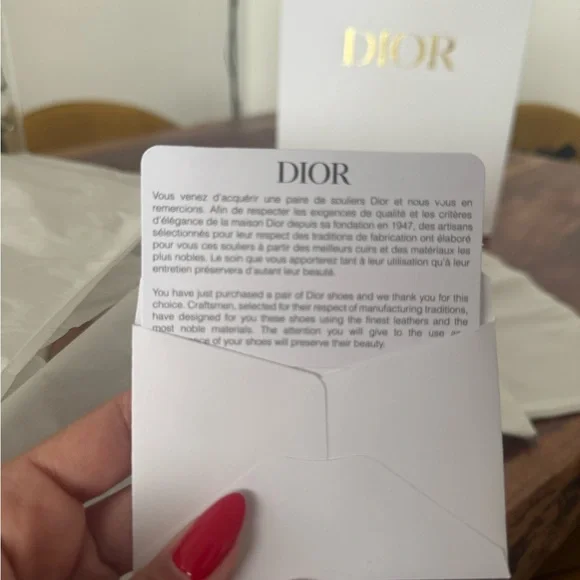 DIOR
DIOR
Vous venez d'acquérir une paire de souliers Dior et nous vous en
remercions. Afin de respecter les exigences de qualité et les critères
d'élégance de la maison Dior depuis sa fondation en 1947, des artisans
sélectionnés pour leur respect des traditions de fabrication ont élaboré
pour vous ces souliers à partir des meilleurs cuirs et des matériaux les
plus nobles. Le soin que vous apporterez tant à leur utilisation qu'à leur
entretien préservera d'autant leur beauté.
You have just purchased a pair of Dior shoes and we thank you for this
choice. Craftsmen, selected for their respect of manufacturing traditions,
have designed for you these shoes using the finest leathers and the
most noble materials. The attention you will give to the use
of your shoes will preserve their beauty.